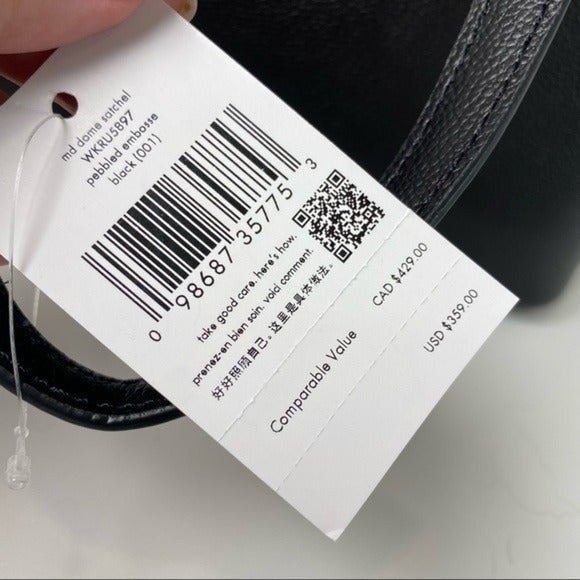 md dome satchel
WKRU5897
pebbled embosse
black (001)
0 98687 35775 3
take good care. here's how.
prenez-en bien soin. void comment.
好好照顾自己。这里是具体做法。
Comparable Value
CAD $429.00
USD $359.00